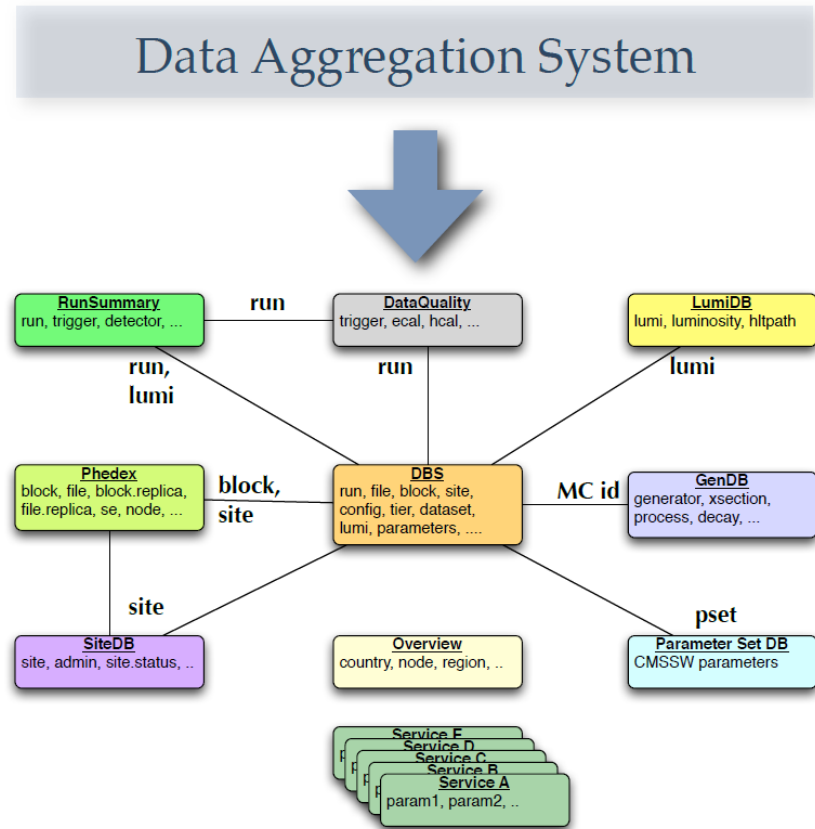 Data Aggregation System
RunSummary
run, trigger, detector, ...
run
DataQuality
trigger, ecal, hcal, ...
LumiDB
lumi, luminosity, hltpath
run,
lumi
run
lumi
Phedex
block, file, block.replica,
file.replica, se, node, ...
block,
site
DBS
run, file, block, site,
config, tier, dataset,
lumi, parameters, ....
MC id
GenDB
generator, xsection,
process, decay, ...
site
pset
SiteDB
site, admin, site.status, ..
Overview
country, node, region, ..
Parameter Set DB
CMSSW parameters
Service E
Service D
Service C
Service B
Service A
param1, param2, ..